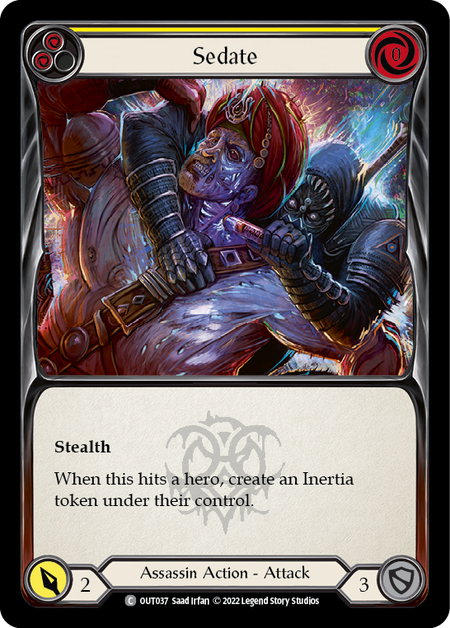 Sedate
0
Stealth
When this hits a hero, create an Inertia
token under their control.
2
Assassin Action - Attack
3
C OUT037 Saad Irfan © 2022 Legend Story Studios